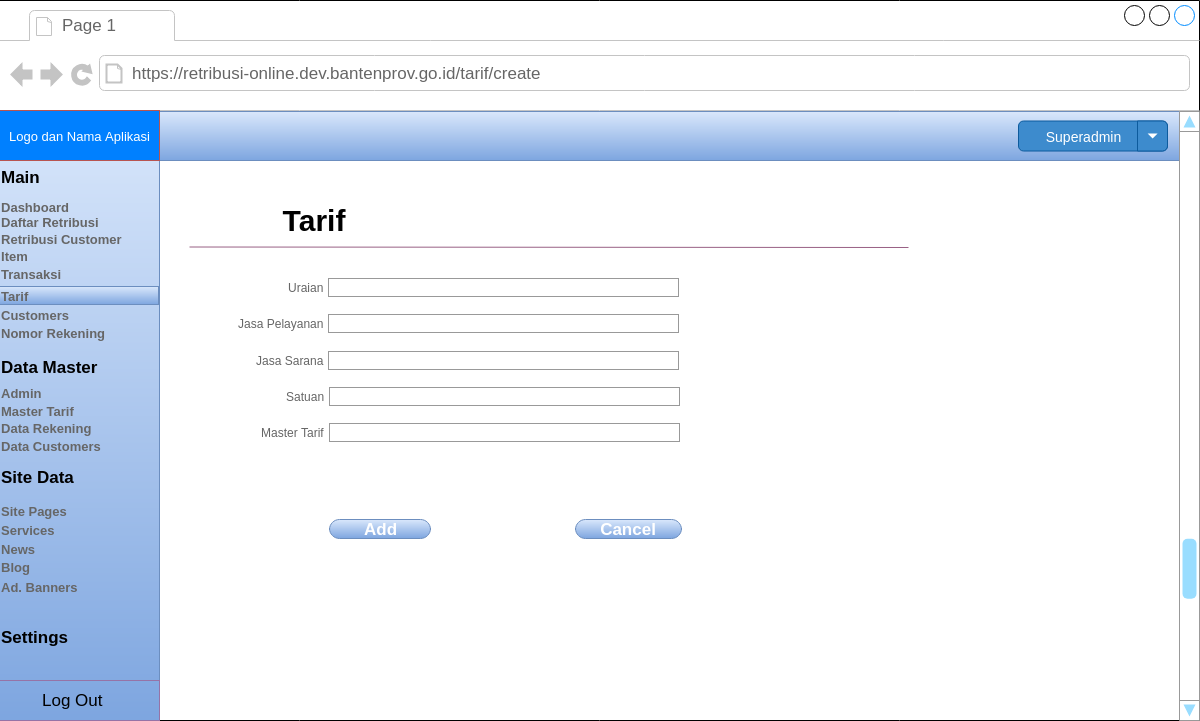 Page 1
https://retribusi-online.dev.bantenprov.go.id/tarif/create
Logo dan Nama Aplikasi
Superadmin
Main
Dashboard
Daftar Retribusi
Retribusi Customer
Item
Transaksi
Tarif
Customers
Nomor Rekening
Data Master
Admin
Master Tarif
Data Rekening
Data Customers
Site Data
Site Pages
Services
News
Blog
Ad. Banners
Settings
Log Out
Tarif
Uraian
Jasa Pelayanan
Jasa Sarana
Satuan
Master Tarif
Add
Cancel